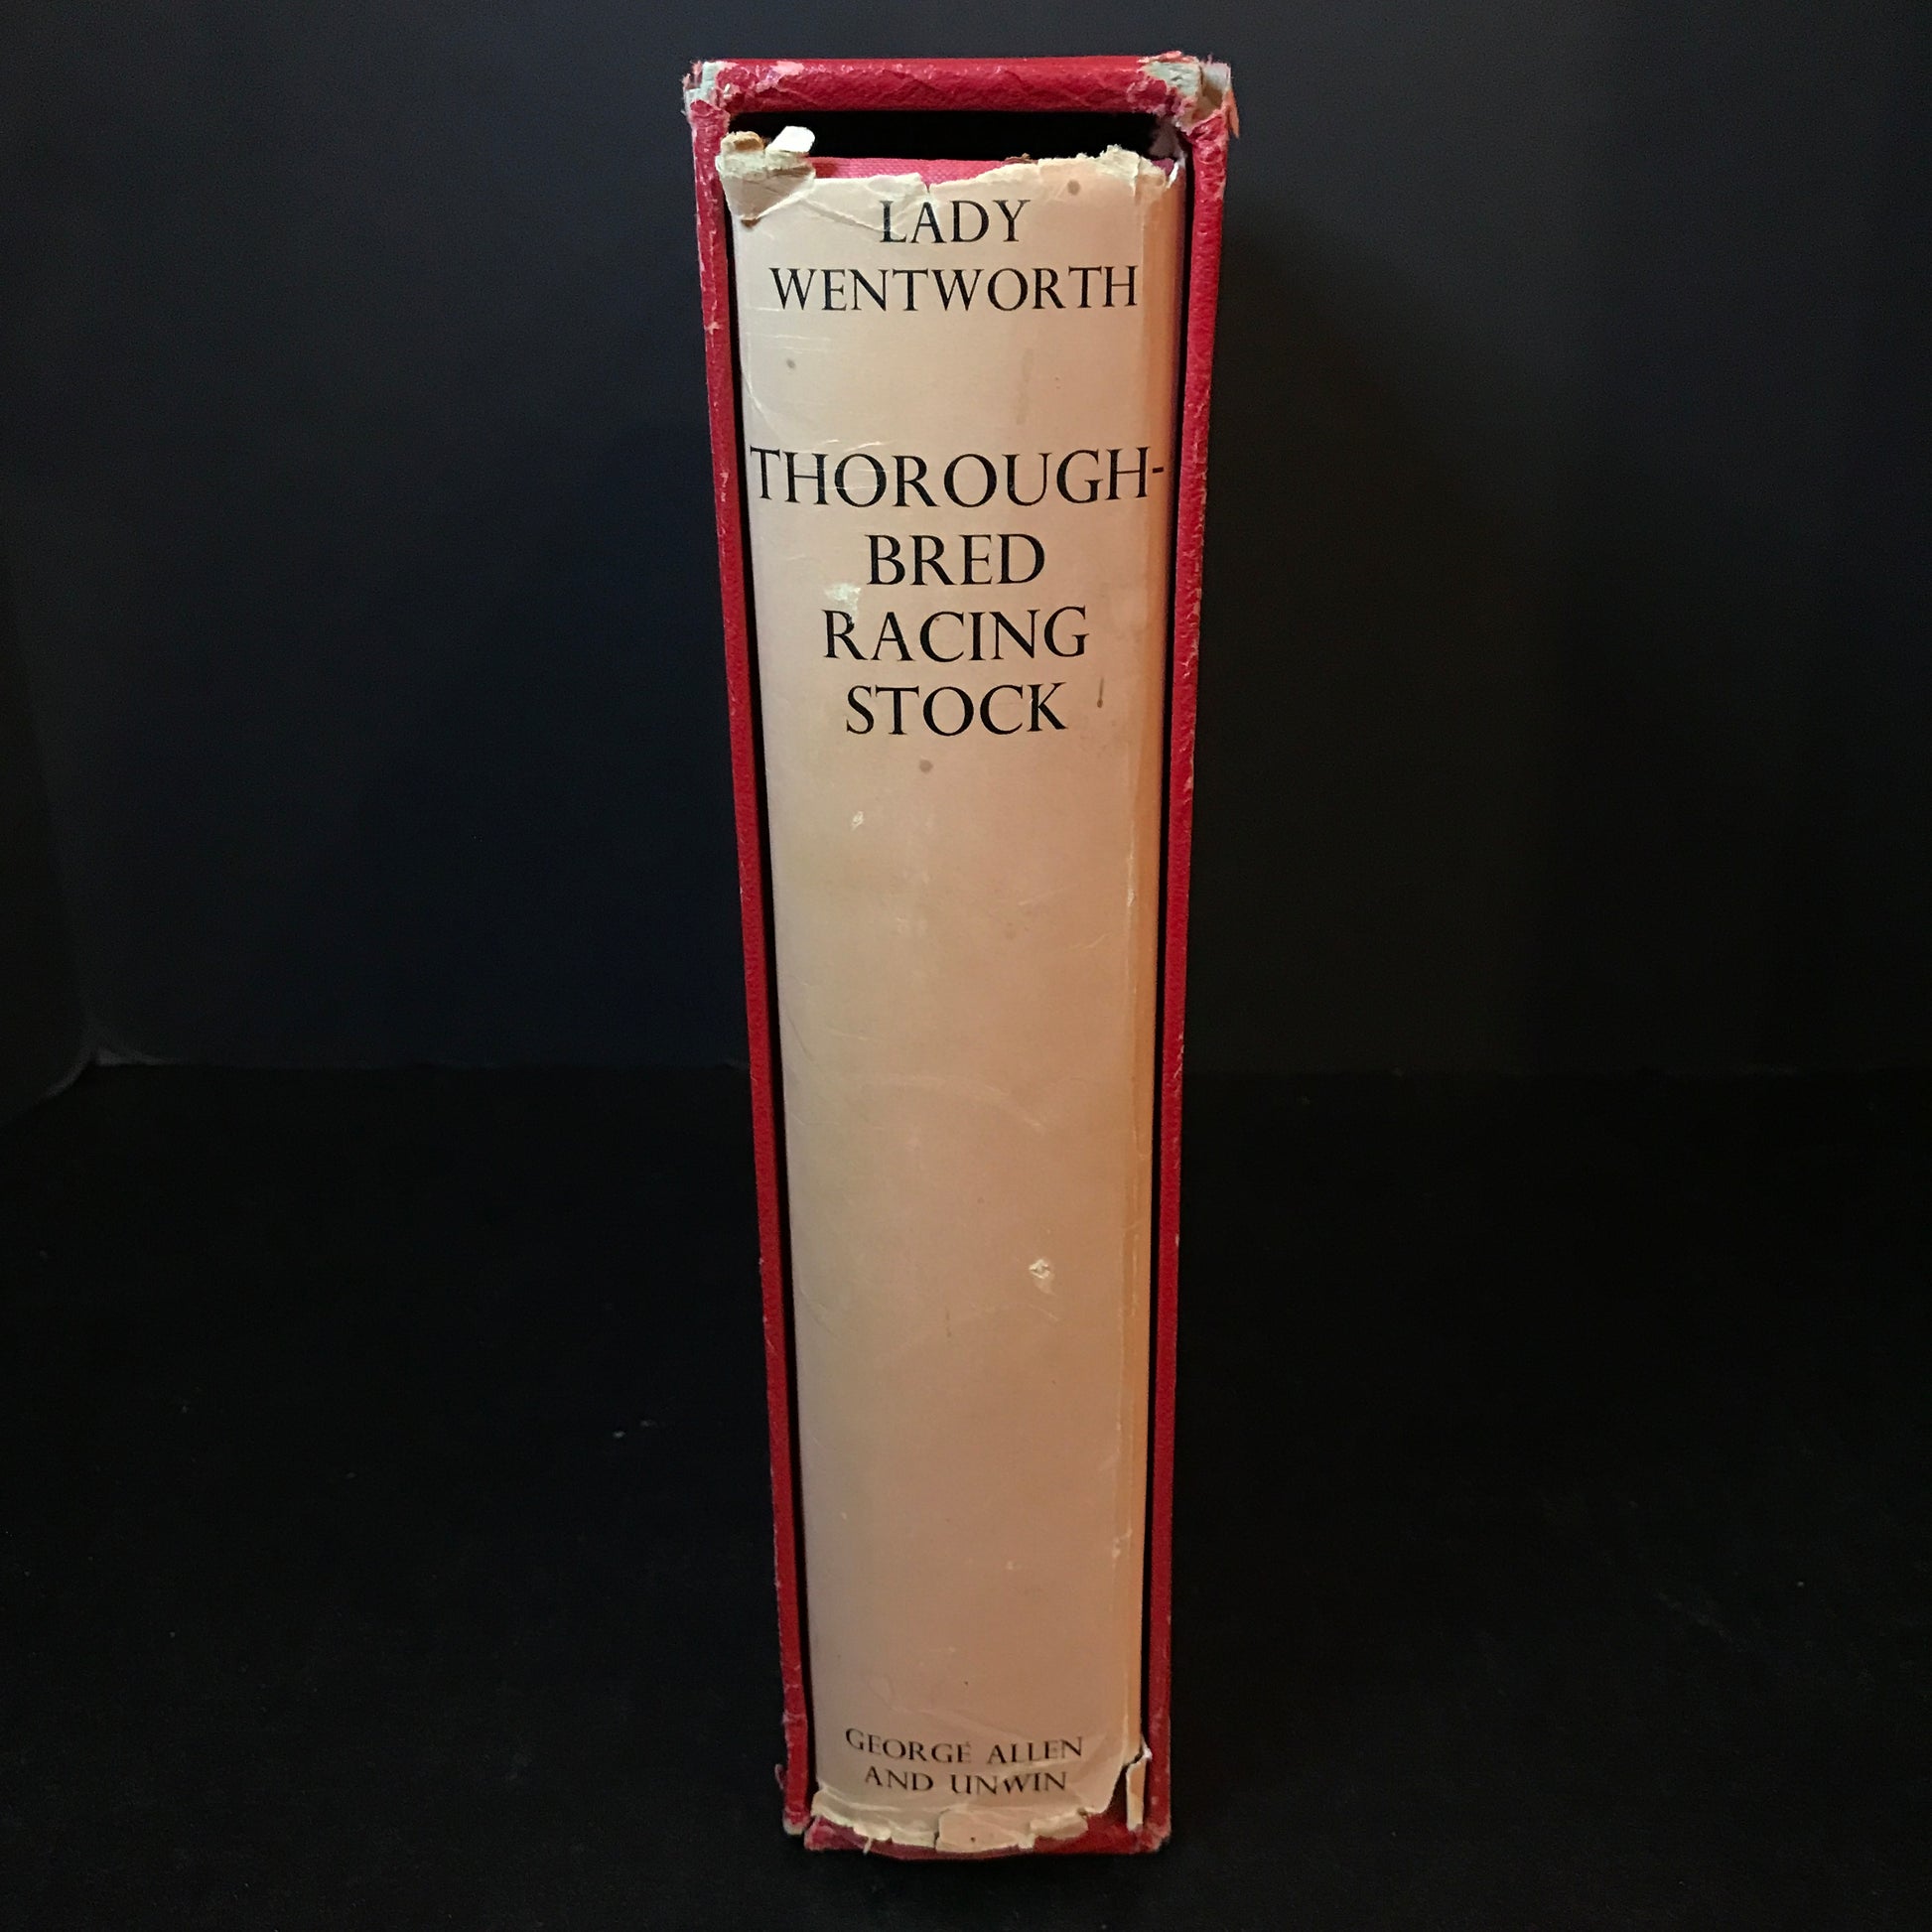 LADY
WENTWORTH
THOROUGH-
BRED
RACING
STOCK
GEORGE ALLEN
AND UNWIN